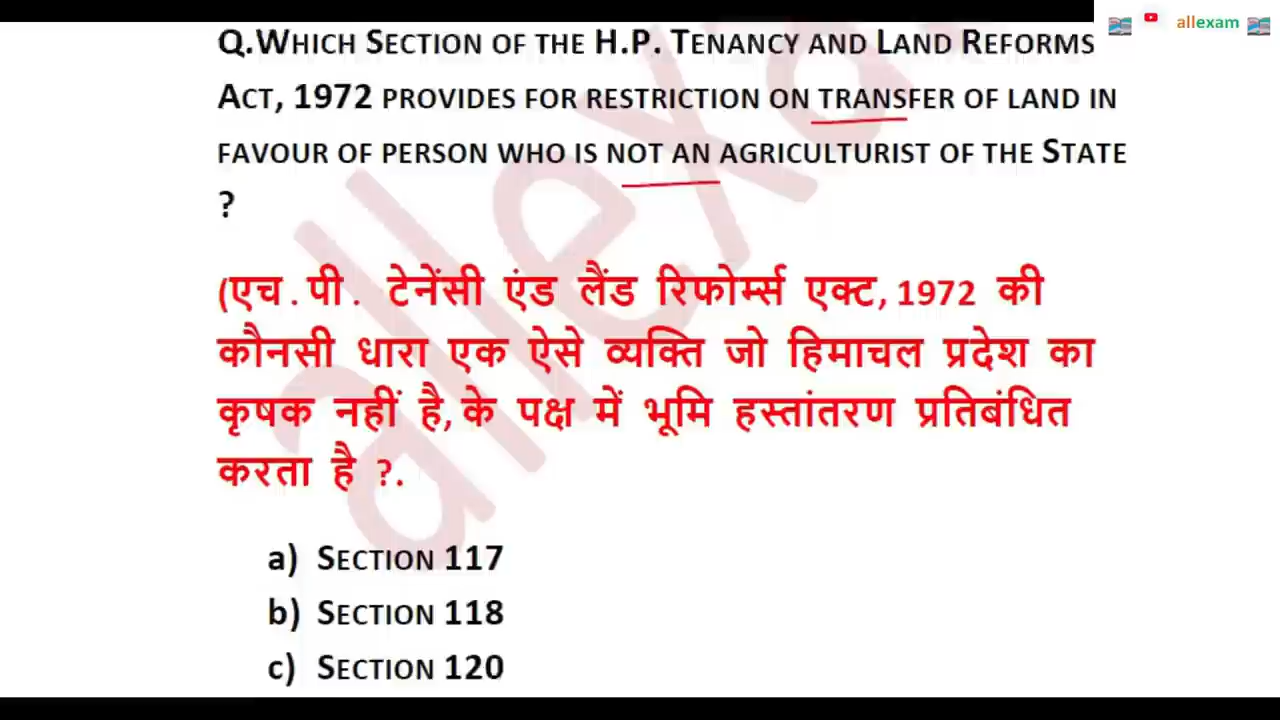 allexam
Q.WHICH SECTION OF THE H.P. TENANCY AND LAND REFORMS
ACT, 1972 PROVIDES FOR RESTRICTION ON TRANSFER OF LAND IN
FAVOUR OF PERSON WHO IS NOT AN AGRICULTURIST OF THE STATE
?
(एच.पी. टेनेंसी एंड लैंड रिफोर्म्स एक्ट, 1972 की
कौनसी धारा एक ऐसे व्यक्ति जो हिमाचल प्रदेश का
कृषक नहीं है, के पक्ष में भूमि हस्तांतरण प्रतिबंधित
करता है ?.
a) SECTION 117
b) SECTION 118
c) SECTION 120